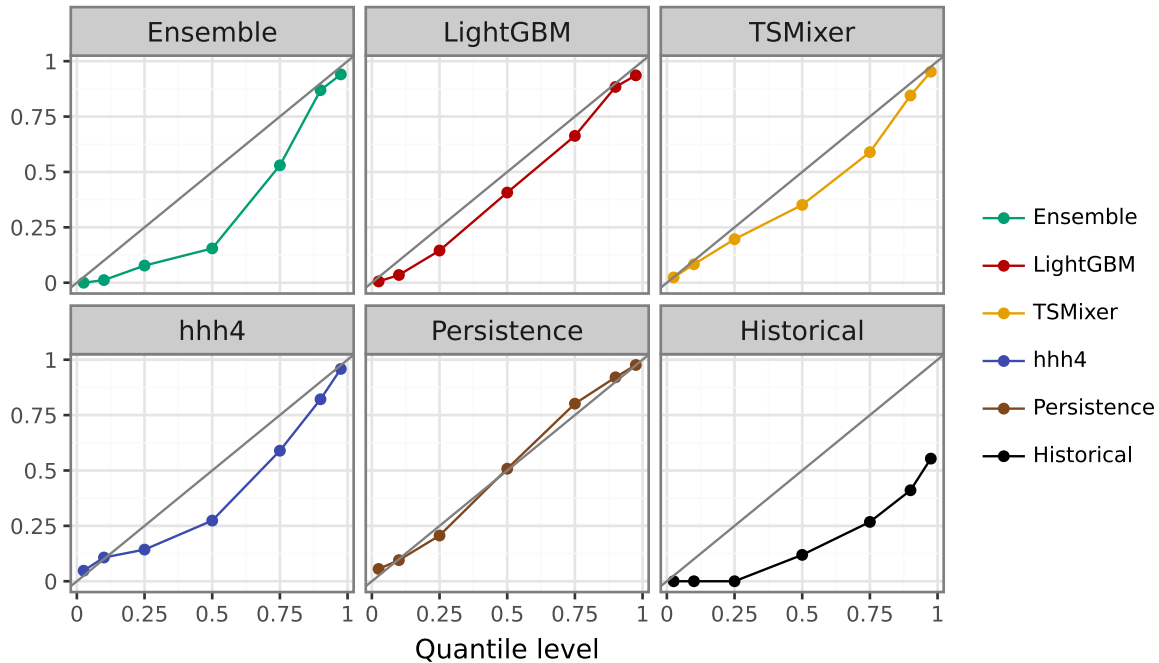 Ensemble LightGBM TSMixer
1
0.75
0.5
0.25
0
hhh4 Persistence Historical
1
0.75
0.5
0.25
0
0 0.25 0.5 0.75 1 0 0.25 0.5 0.75 1 0 0.25 0.5 0.75 1
Quantile level
Ensemble
LightGBM
TSMixer
hhh4
Persistence
Historical